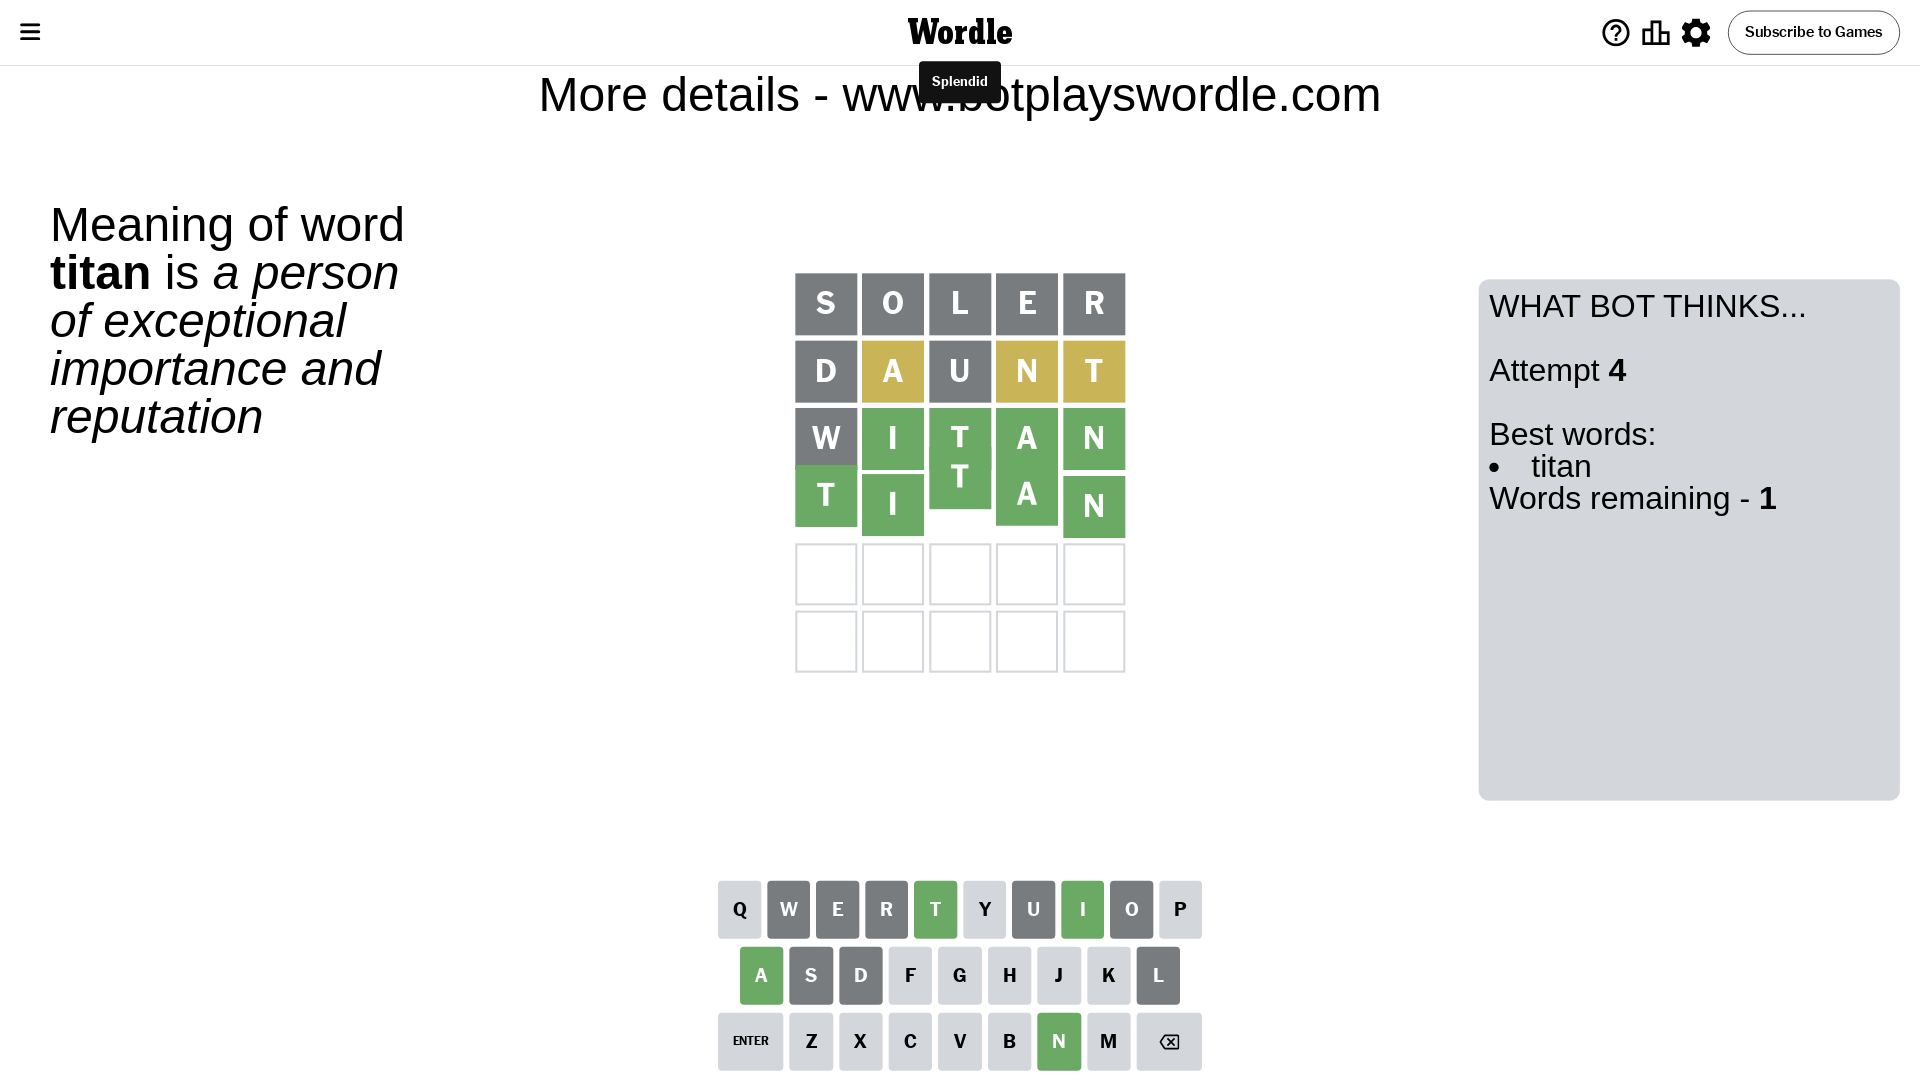 Wordle
Subscribe to Games
Splendid
More details - www.botplayswordle.com
Meaning of word
titan is a person
of exceptional
importance and
reputation
S O L E R
D A U N T
W I T A N
T I T A N
WHAT BOT THINKS...
Attempt 4
Best words:
• titan
Words remaining - 1
Q W E R T Y U I O P
A S D F G H J K L
ENTER Z X C V B N M